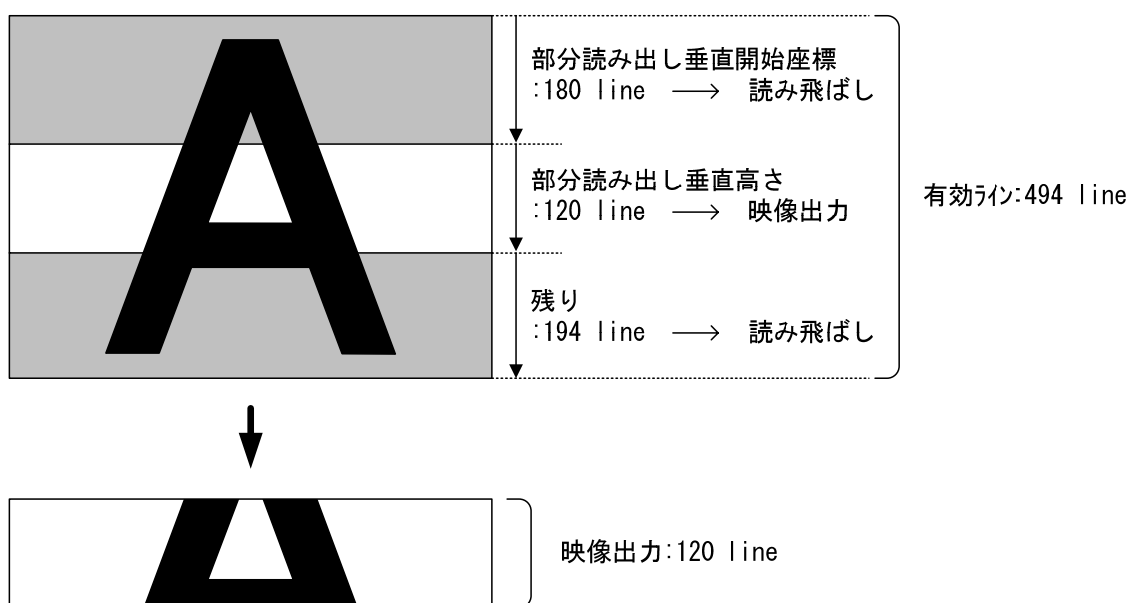 A
部分読み出し垂直開始座標
:180 line ⟶ 読み飛ばし
部分読み出し垂直高さ
:120 line ⟶ 映像出力
有効ﾗｲﾝ:494 line
残り
:194 line ⟶ 読み飛ばし
映像出力:120 line